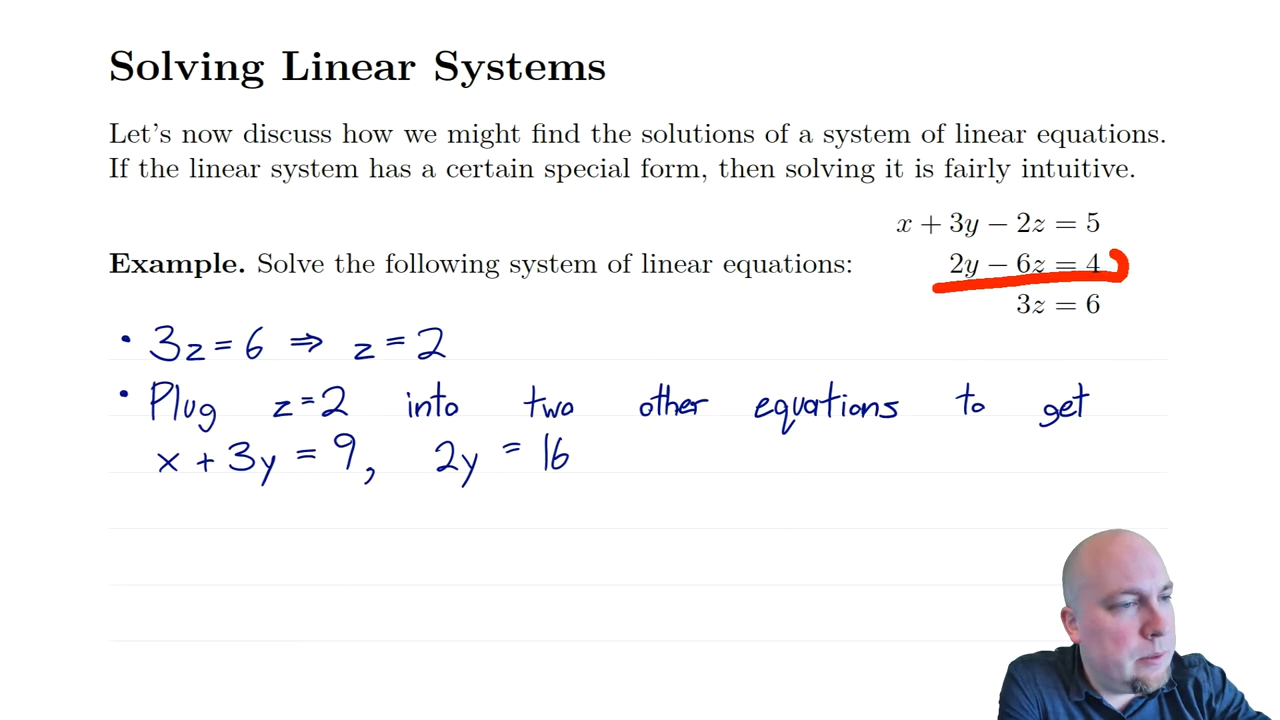 Solving Linear Systems
Let's now discuss how we might find the solutions of a system of linear equations.
If the linear system has a certain special form, then solving it is fairly intuitive.
x + 3y − 2z = 5
Example. Solve the following system of linear equations: 2y − 6z = 4
3z = 6
• 3z = 6 ⇒ z = 2
• Plug z = 2 into two other equations to get
x + 3y = 9, 2y = 16